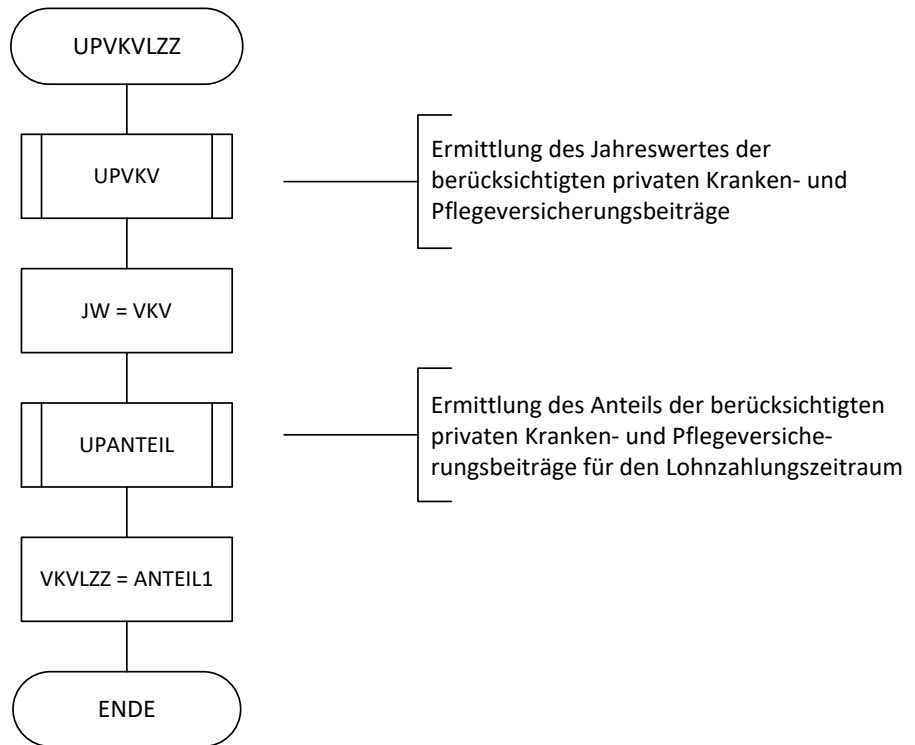 UPVKVLZZ
UPVKV
Ermittlung des Jahreswertes der
berücksichtigten privaten Kranken- und
Pflegeversicherungsbeiträge
JW = VKV
UPANTEIL
Ermittlung des Anteils der berücksichtigten
privaten Kranken- und Pflegeversiche-
rungsbeiträge für den Lohnzahlungszeitraum
VKVLZZ = ANTEIL1
ENDE